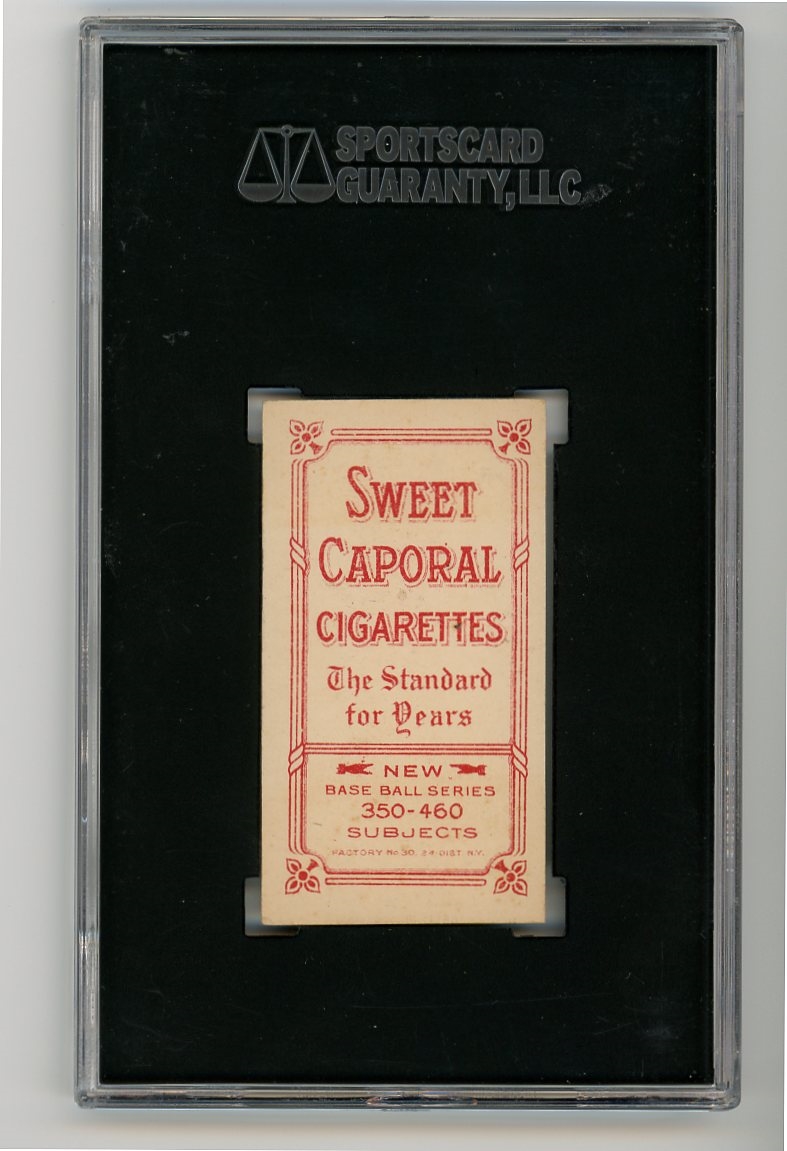 SPORTSCARD
GUARANTY, LLC
SWEET
CAPORAL
CIGARETTES
The Standard
for Years
NEW
BASE BALL SERIES
350-460
SUBJECTS
FACTORY No 30, 2d DIST. N.Y.